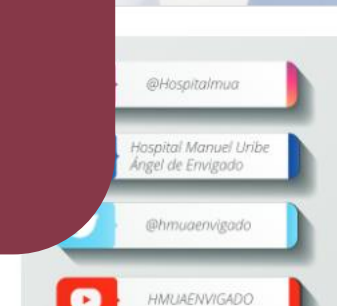 @Hospitalmua
Hospital Manuel Uribe
Ángel de Envigado
@hmuaenvigado
HMUAENVIGADO